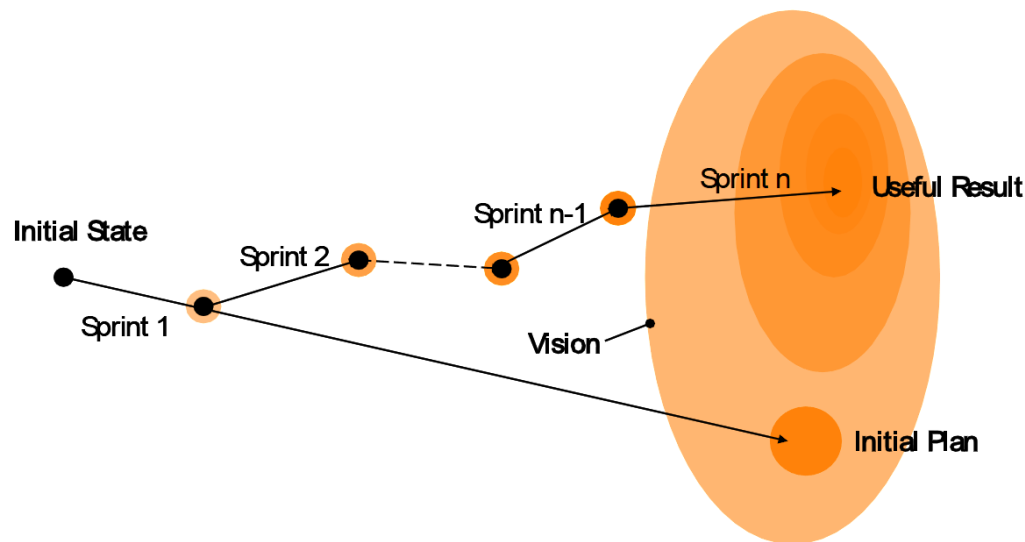 Initial State
Sprint 1
Sprint 2
Sprint n-1
Sprint n
Useful Result
Vision
Initial Plan